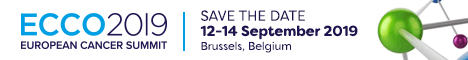 ECCO2019
EUROPEAN CANCER SUMMIT
SAVE THE DATE
12-14 September 2019
Brussels, Belgium